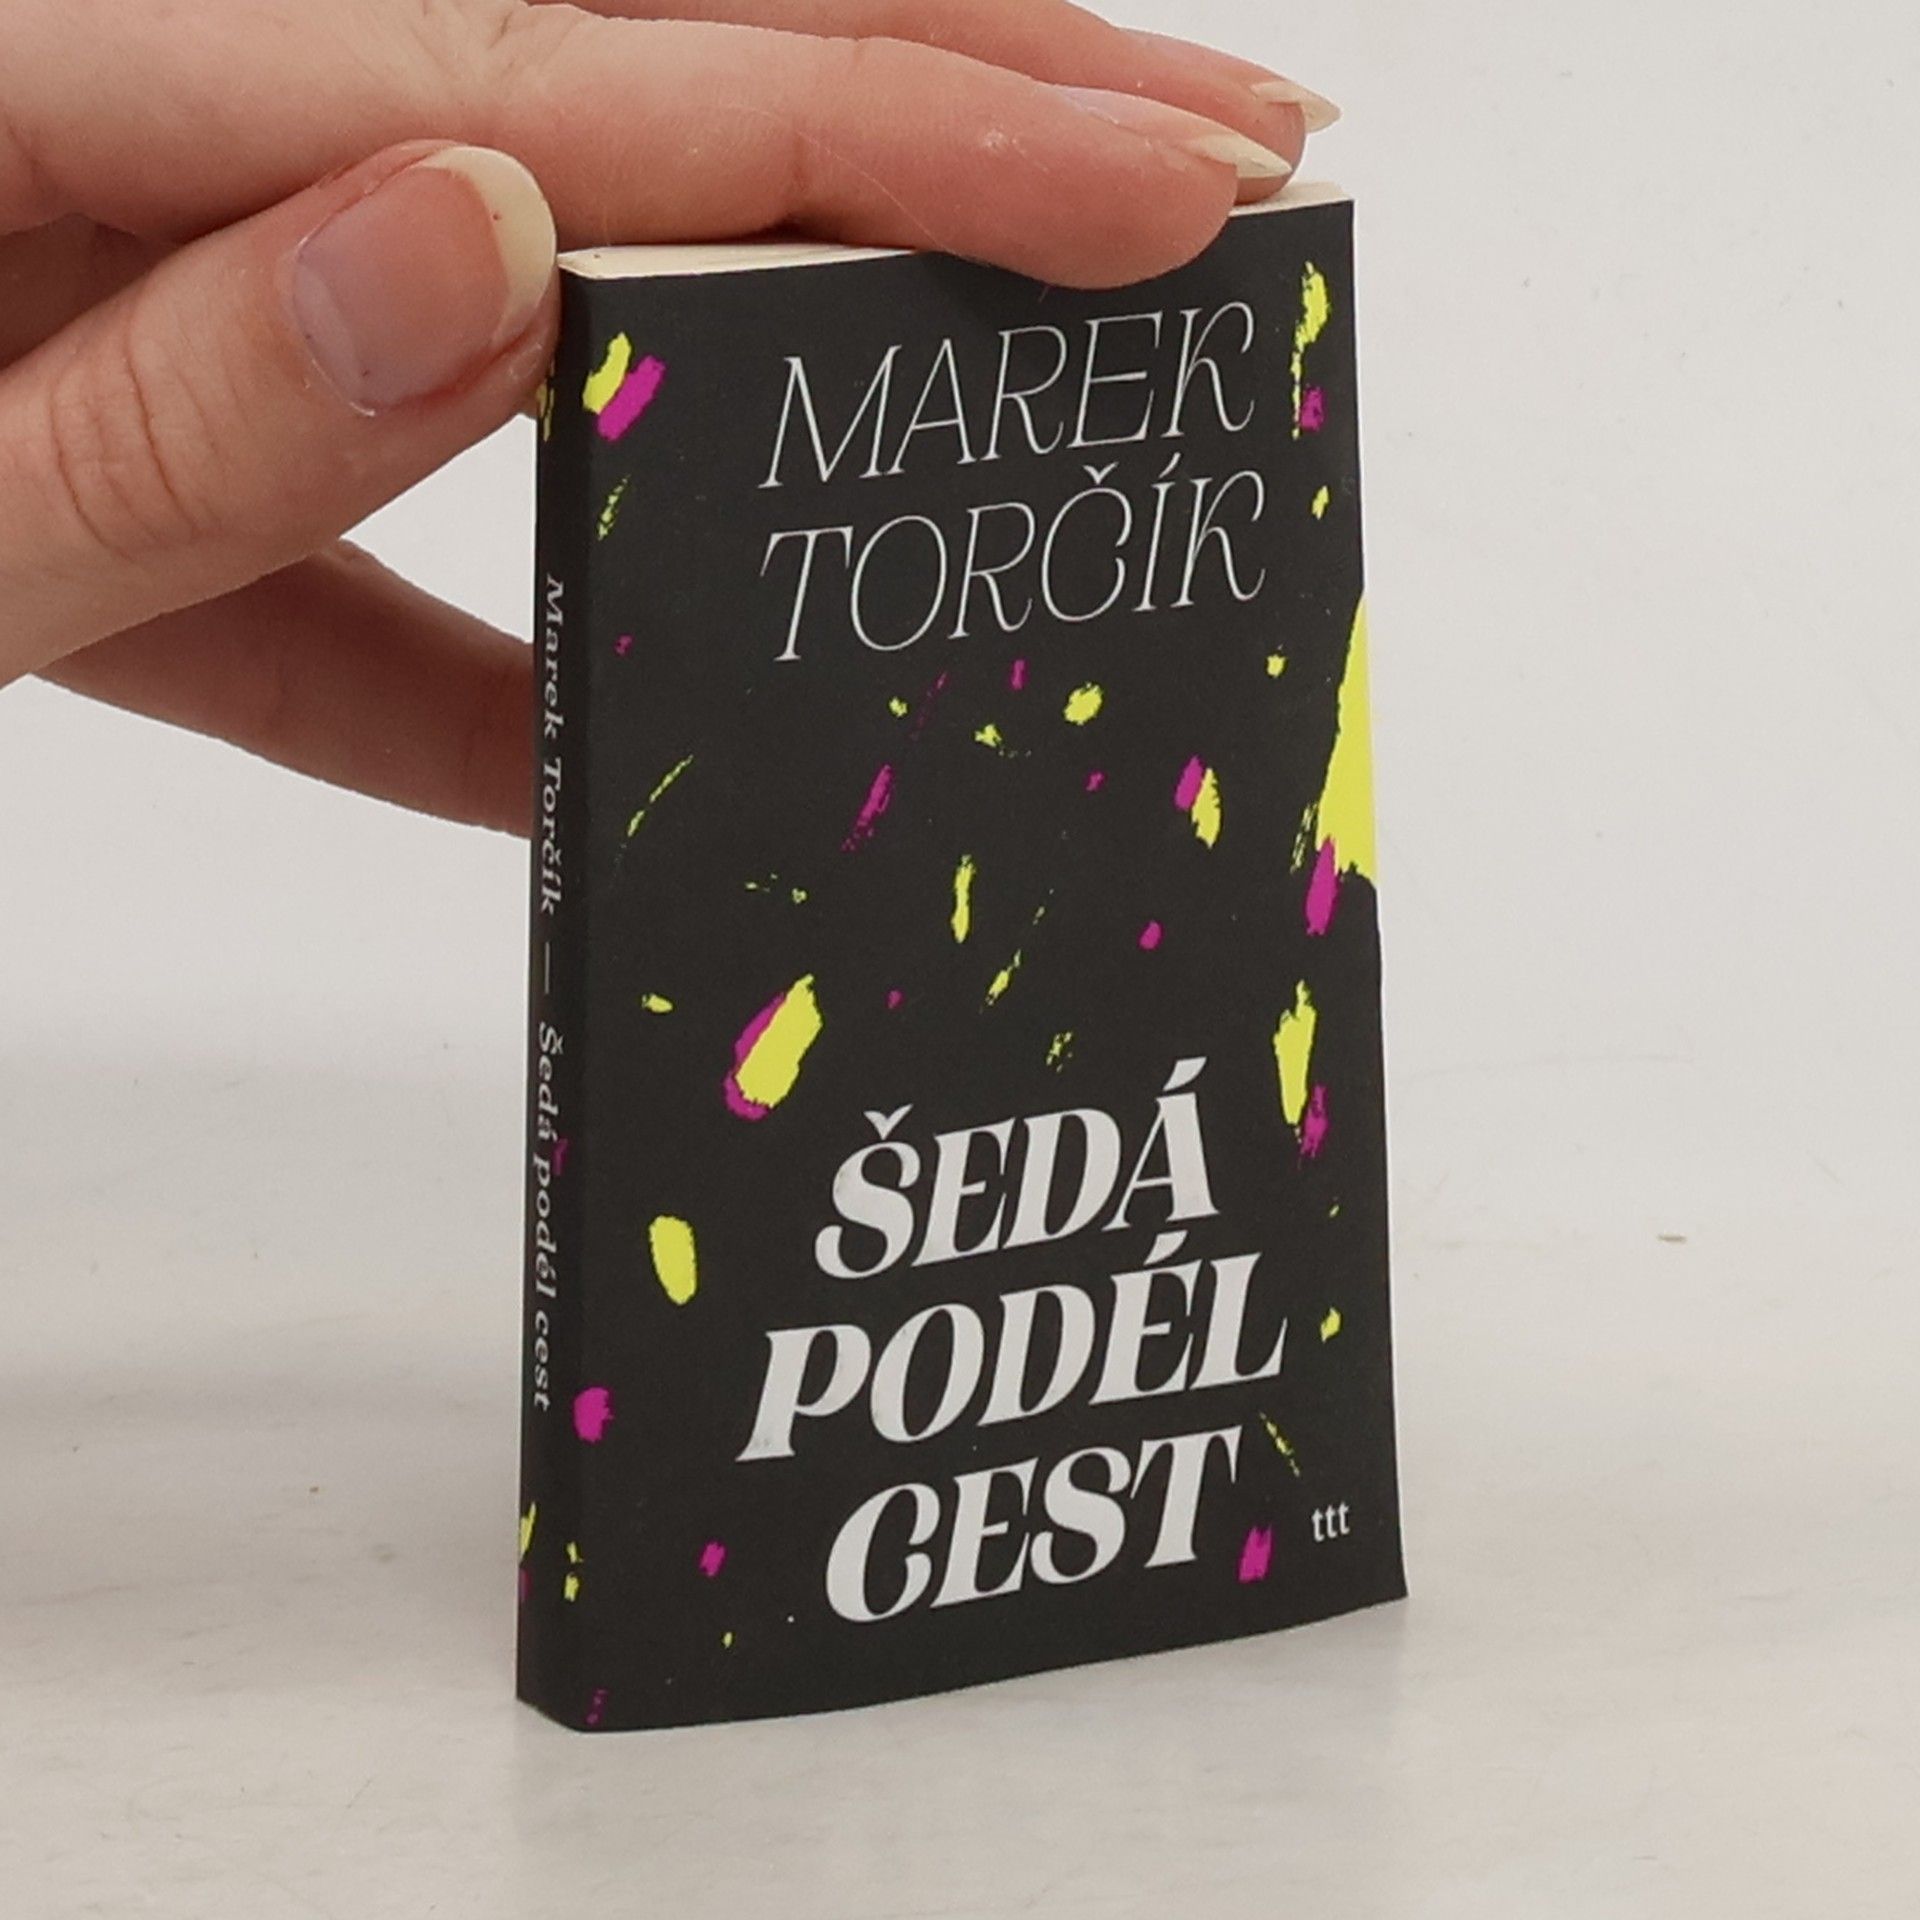 MAREK
TORČÍK
ŠEDÁ
PODÉL
CEST
ttt
Marek Torčík — Šedá podél cest